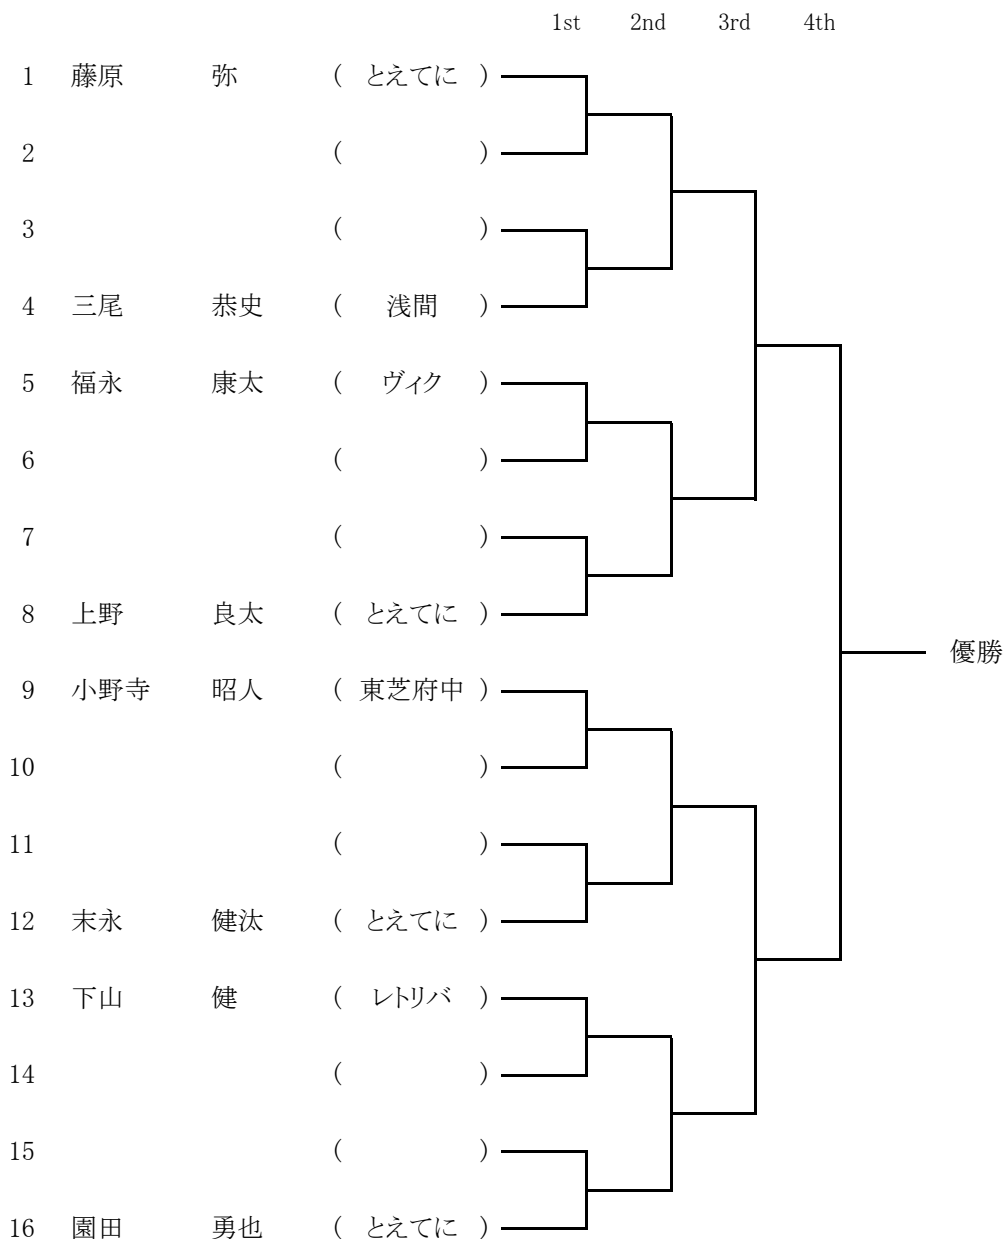 1st 2nd 3rd 4th
1 藤原 弥 ( とえてに )
2 ( )
3 ( )
4 三尾 恭史 ( 浅間 )
5 福永 康太 ( ヴィク )
6 ( )
7 ( )
8 上野 良太 ( とえてに )
優勝
9 小野寺 昭人 ( 東芝府中 )
10 ( )
11 ( )
12 末永 健汰 ( とえてに )
13 下山 健 ( レトリバ )
14 ( )
15 ( )
16 園田 勇也 ( とえてに )